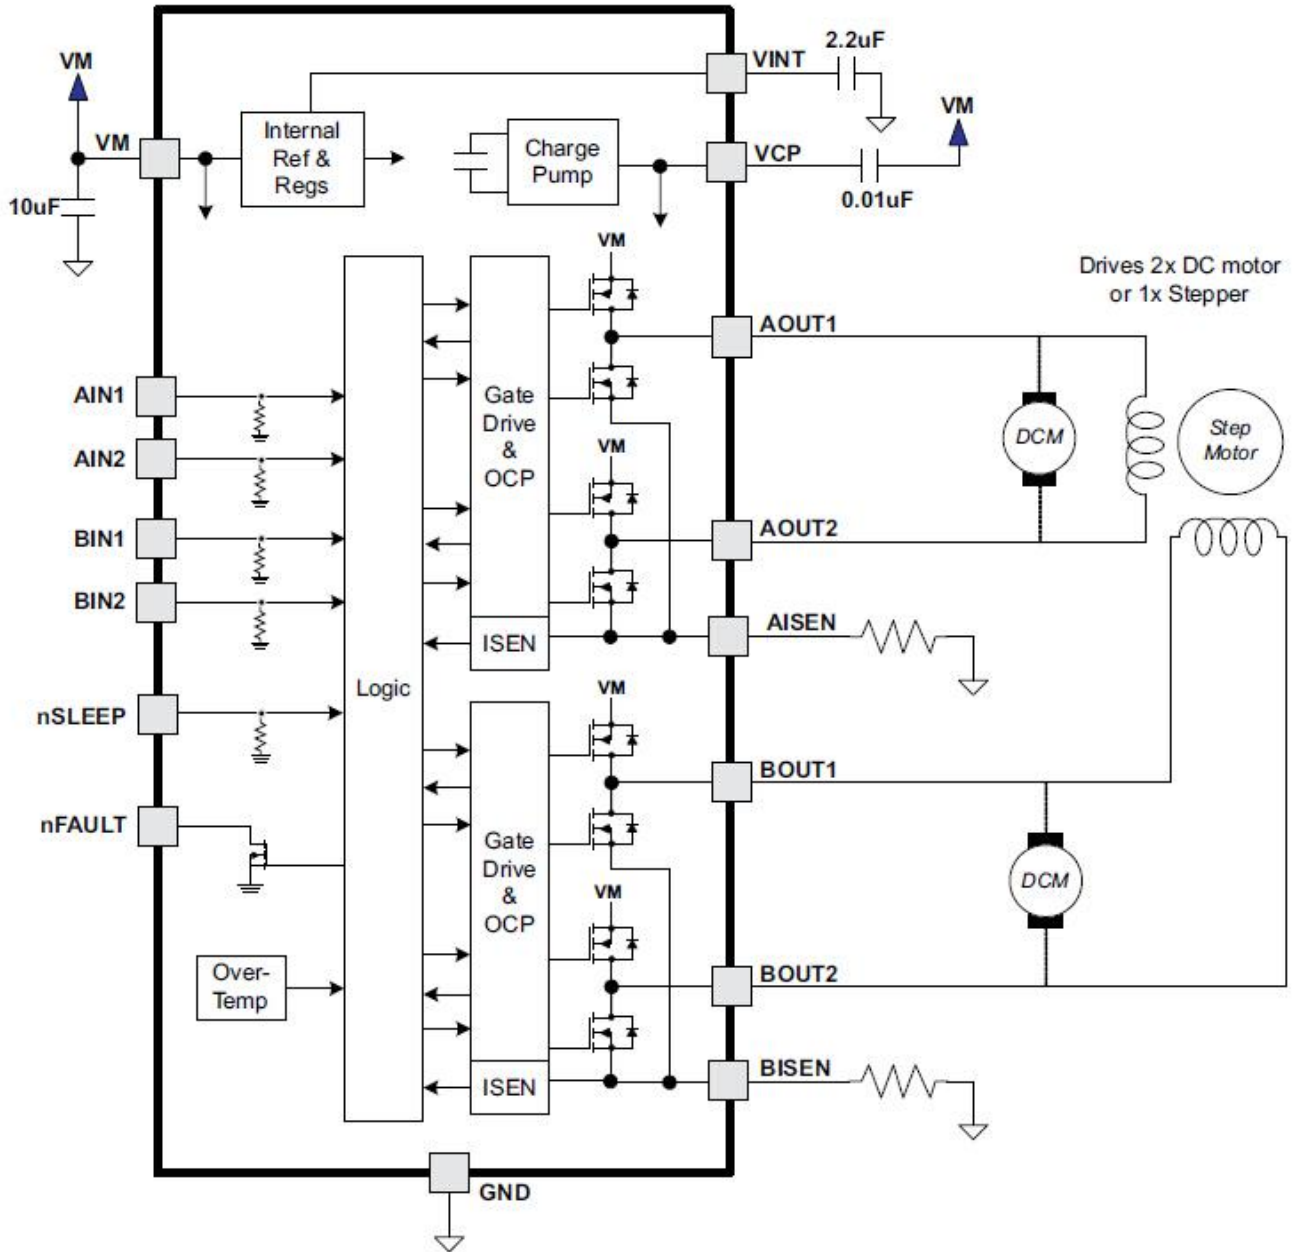 VINT
2.2uF
VM
VM
Internal
Ref &
Regs
Charge
Pump
VCP
VM
10uF
0.01uF
VM
Drives 2x DC motor
or 1x Stepper
AOUT1
AIN1
Gate
Drive
&
OCP
DCM
Step
Motor
AIN2
VM
BIN1
AOUT2
BIN2
ISEN
AISEN
Logic
VM
nSLEEP
BOUT1
nFAULT
Gate
Drive
&
OCP
DCM
VM
Over-
Temp
BOUT2
ISEN
BISEN
GND